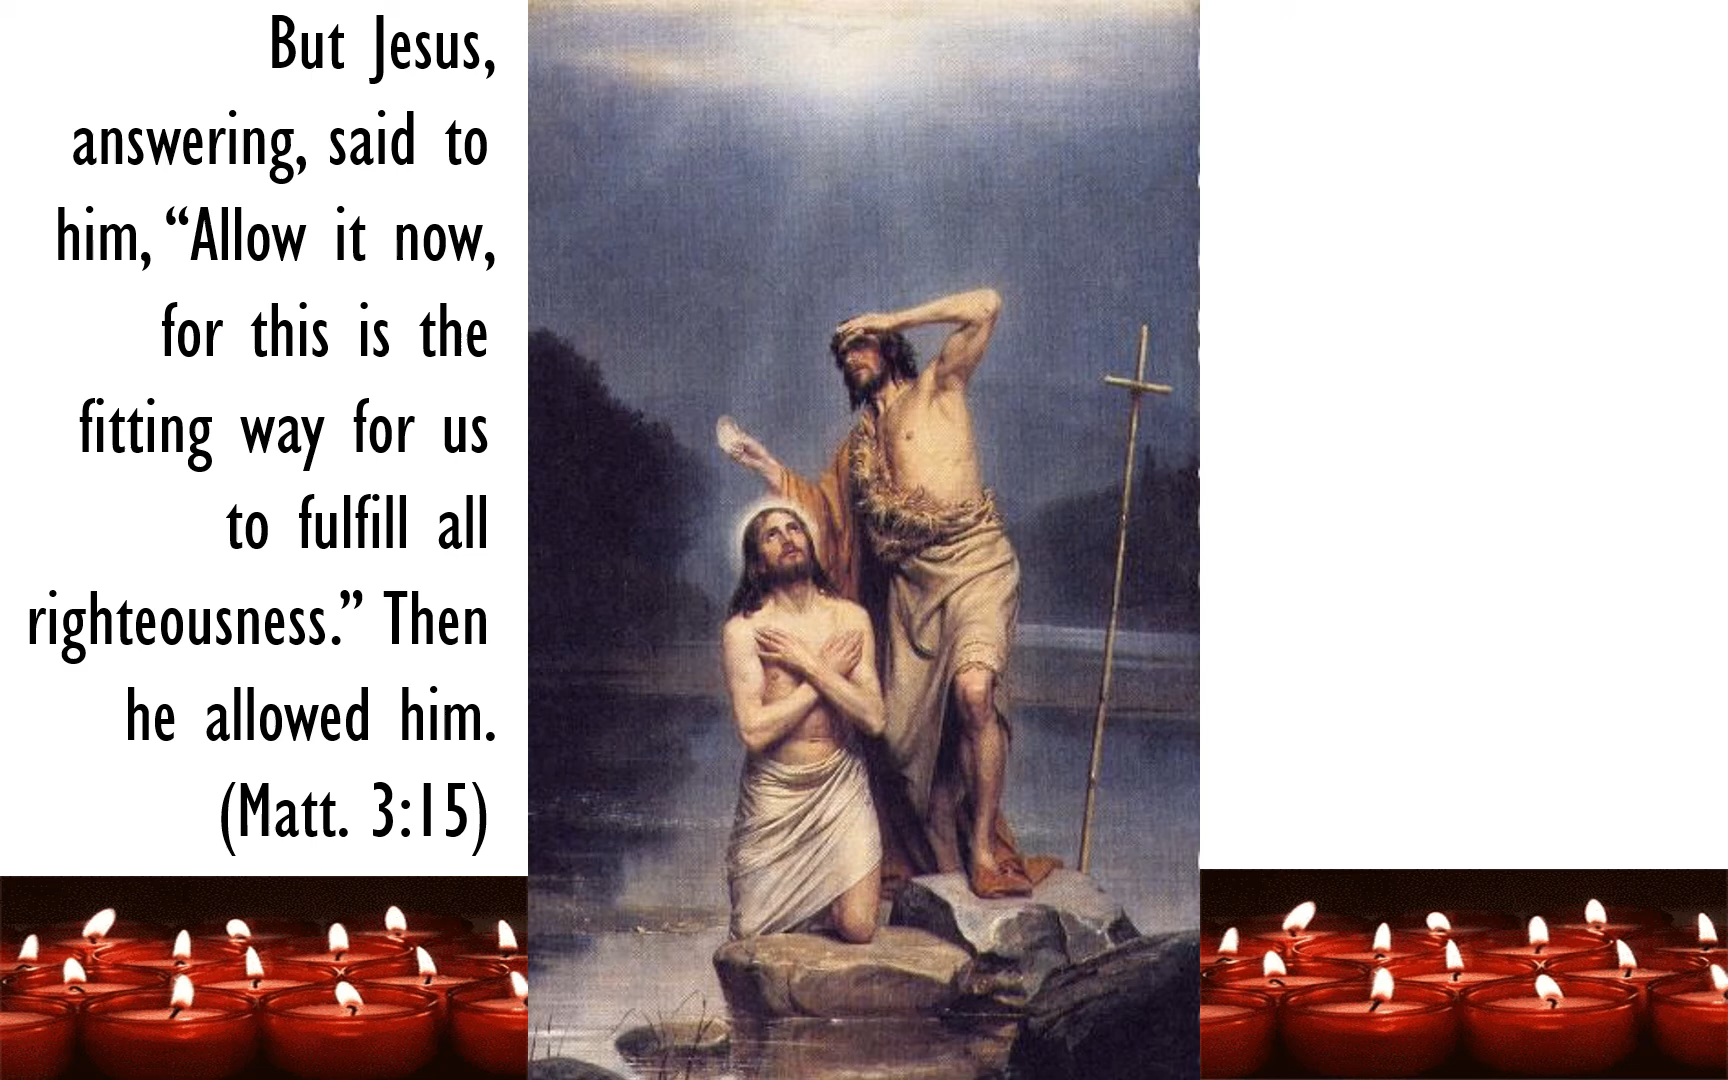 But Jesus,
answering, said to
him, “Allow it now,
for this is the
fitting way for us
to fulfill all
righteousness.” Then
he allowed him.
(Matt. 3:15)